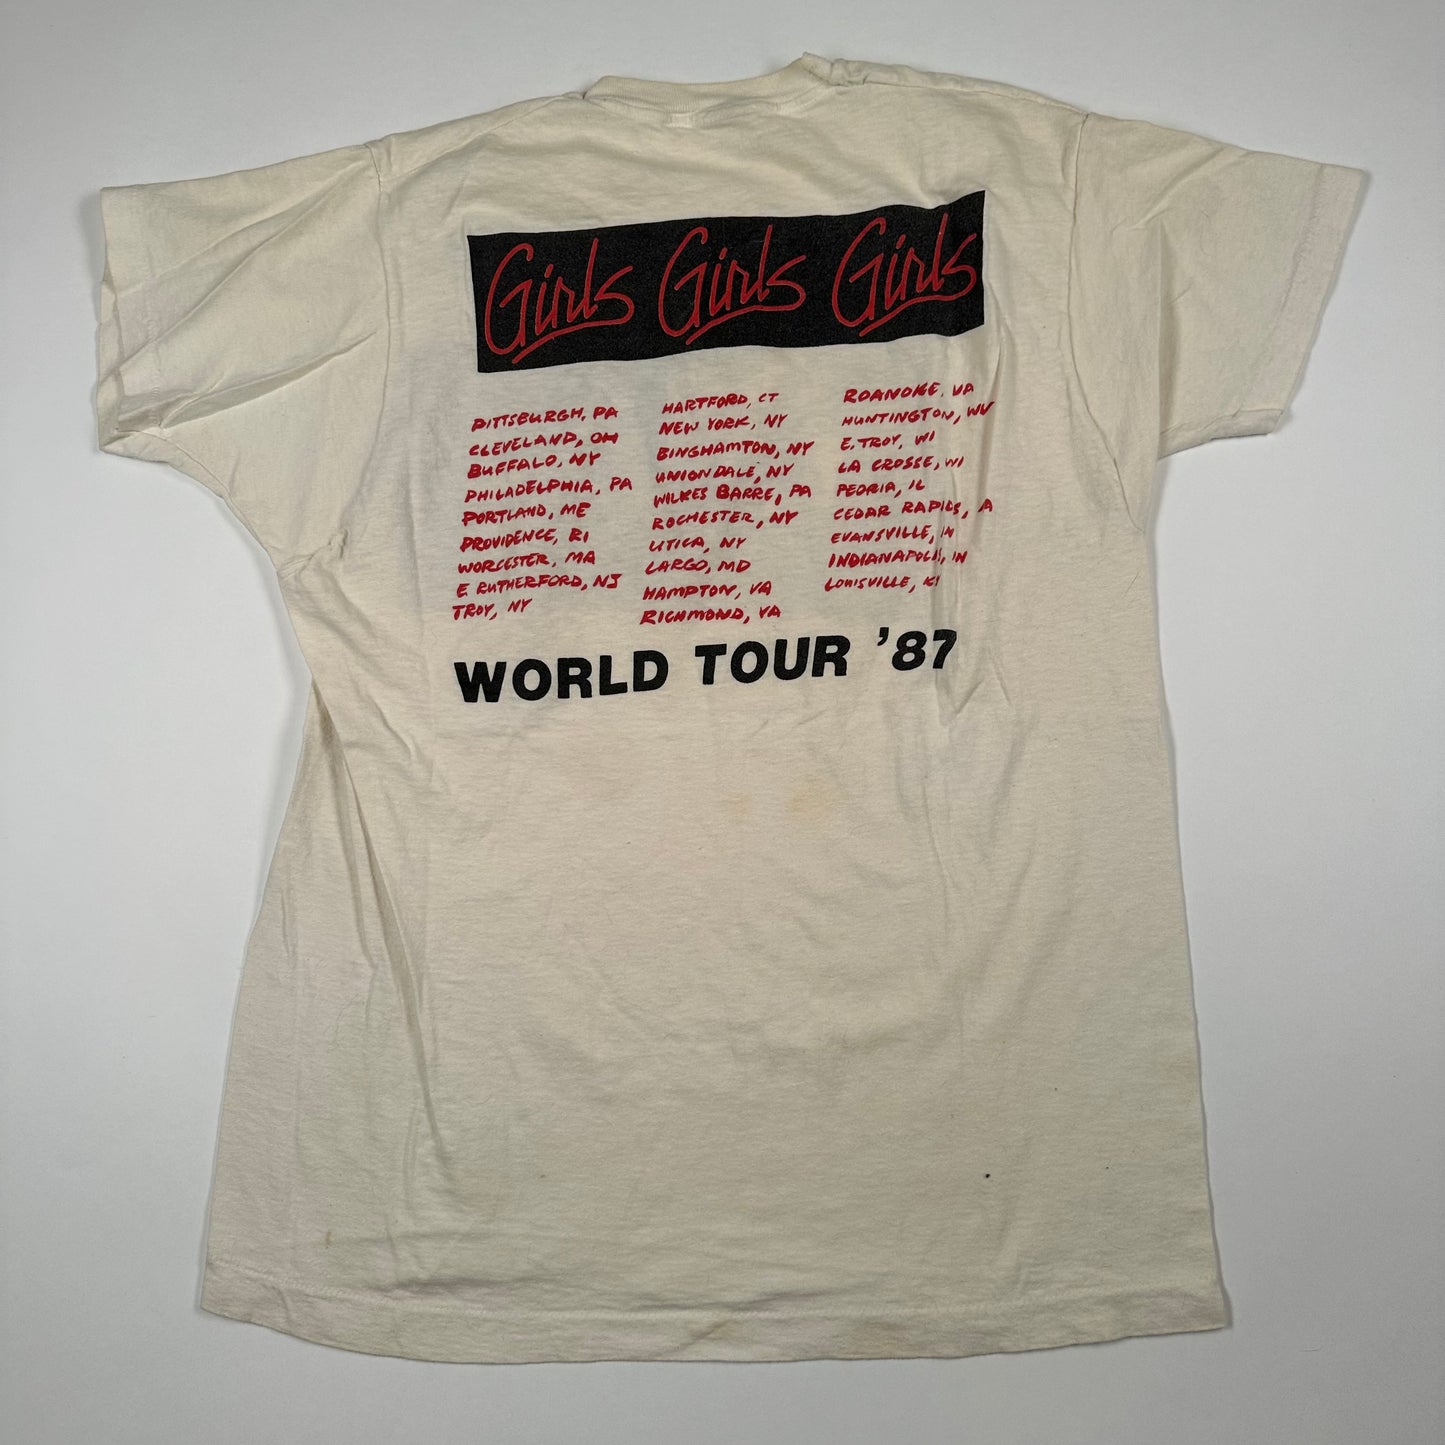 Girls Girls Girls
PITTSBURGH, PA
CLEVELAND, OH
BUFFALO, NY
PHILADELPHIA, PA
PORTLAND, ME
PROVIDENCE, RI
WORCESTER, MA
E. RUTHERFORD, NJ
TROY, NY
HARTFORD, CT
NEW YORK, NY
BINGHAMTON, NY
UNIONDALE, NY
WILKES BARRE, PA
ROCHESTER, NY
UTICA, NY
LARGO, MD
HAMPTON, VA
RICHMOND, VA
ROANOKE, VA
HUNTINGTON, WV
E. TROY, WI
LA CROSSE, WI
PEORIA, IL
CEDAR RAPIDS, A
EVANSVILLE, IN
INDIANAPOLIS, IN
LOUISVILLE, KY
WORLD TOUR '87